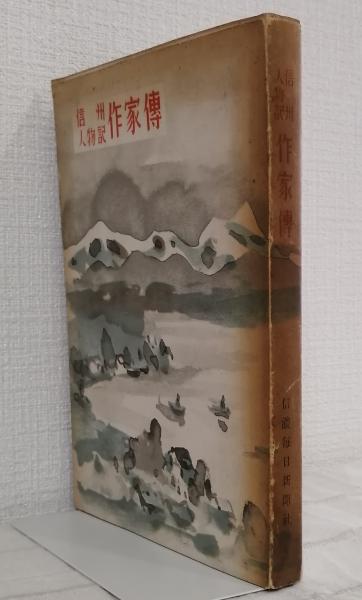 信州
人物記
作家傳
信州
人物記
作家傳
信濃毎日新聞社